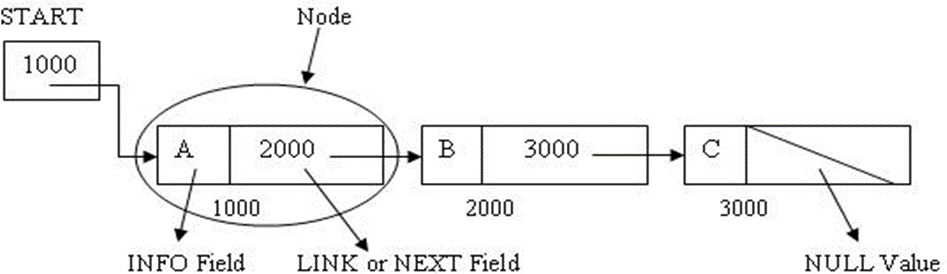 START
Node
1000
A
2000
B
3000
C
1000
2000
3000
INFO Field
LINK or NEXT Field
NULL Value